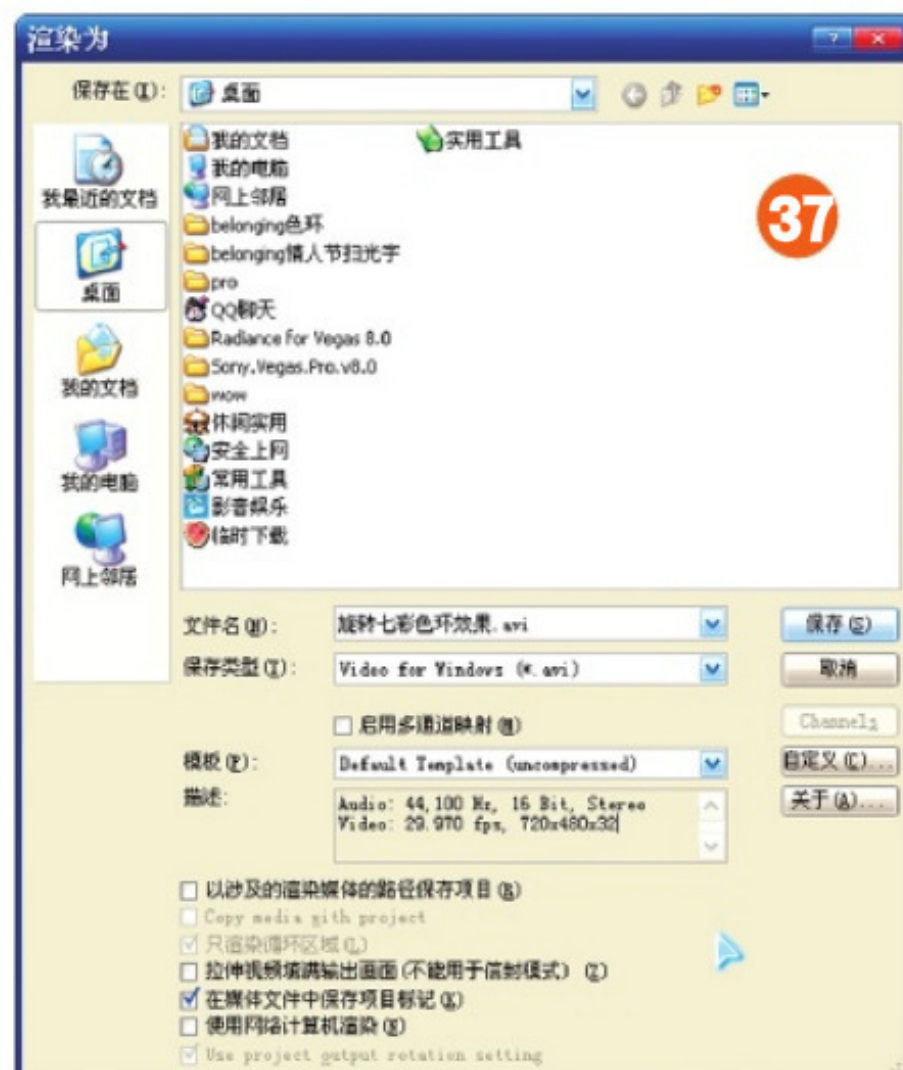 渲染为
保存在(I):
桌面
我最近的文档
桌面
我的文档
我的电脑
网上邻居
我的文档
我的电脑
网上邻居
belonging色环
belonging情人节扫光字
pro
QQ聊天
Radiance for Vegas 8.0
Sony.Vegas.Pro.v8.0
wow
休闲实用
安全上网
常用工具
影音娱乐
临时下载
实用工具
37
文件名(N):
旋转七彩色环效果.avi
保存(S)
保存类型(T):
Video for Windows (*.avi)
取消
启用多通道映射(M)
Channels
模板(P):
Default Template (uncompressed)
自定义(C)...
描述:
Audio: 44,100 Hz, 16 Bit, Stereo
Video: 29.970 fps, 720x480x32
关于(A)...
以涉及的渲染媒体的路径保存项目(R)
Copy media with project
只渲染循环区域(L)
拉伸视频填满输出画面(不能用于信封模式) (Z)
在媒体文件中保存项目标记(K)
使用网络计算机渲染(N)
Use project output rotation setting